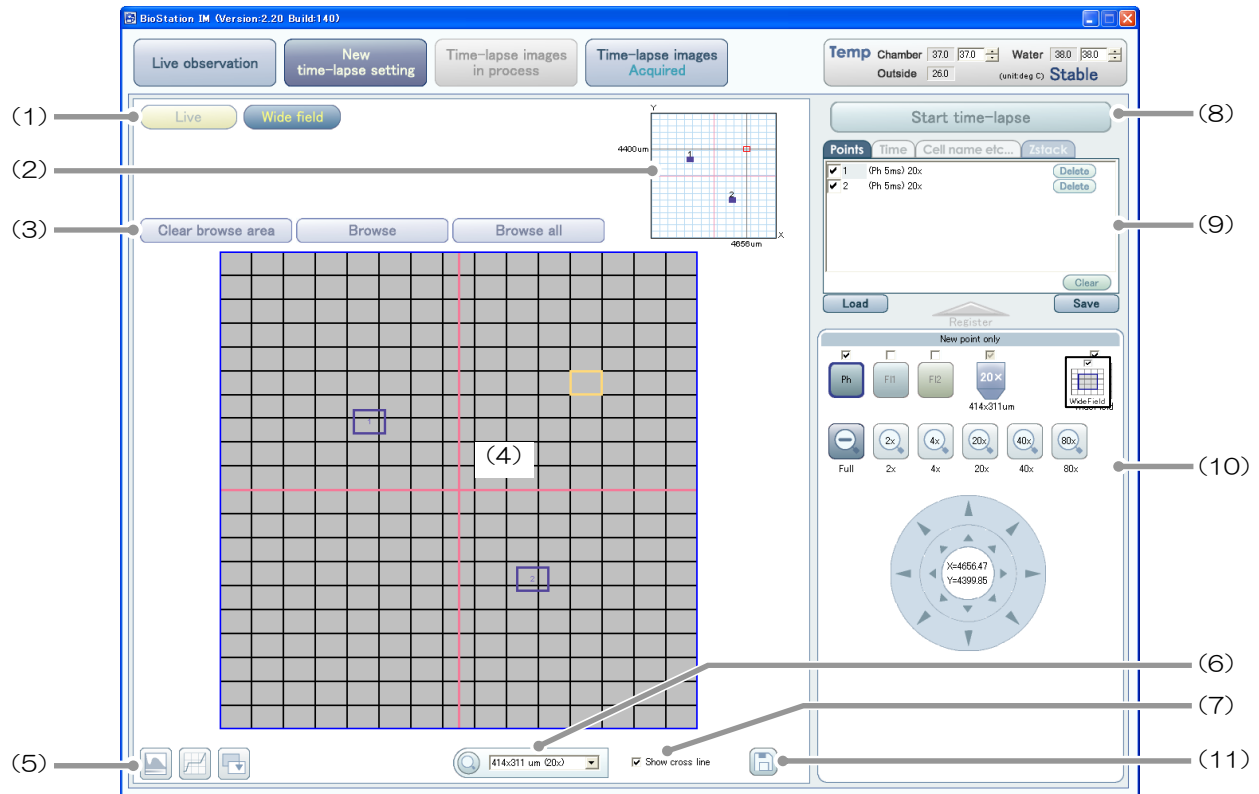 BioStation IM (Version:2.20 Build:140)
Live observation
New
time-lapse setting
Time-lapse images
in process
Time-lapse images
Acquired
Temp Chamber 37.0 37.0 Water 38.0 38.0
Outside 26.0 (unit:deg C) Stable
(1)
Live Wide field
(2)
Y
4400um
1
2
X
4656um
(3)
Clear browse area Browse Browse all
1
(4)
2
(5)
(6)
414x311 um (20x)
(7)
Show cross line
(8)
Start time-lapse
Points Time Cell name etc... Zstack
1 (Ph 5ms) 20x Delete
2 (Ph 5ms) 20x Delete
(9)
Clear
Load Save
Register
New point only
Ph Fl1 Fl2 20×
414x311um
WideField
2x 4x 20x 40x 80x
Full 2x 4x 20x 40x 80x
(10)
X=4656.47
Y=4399.85
(11)